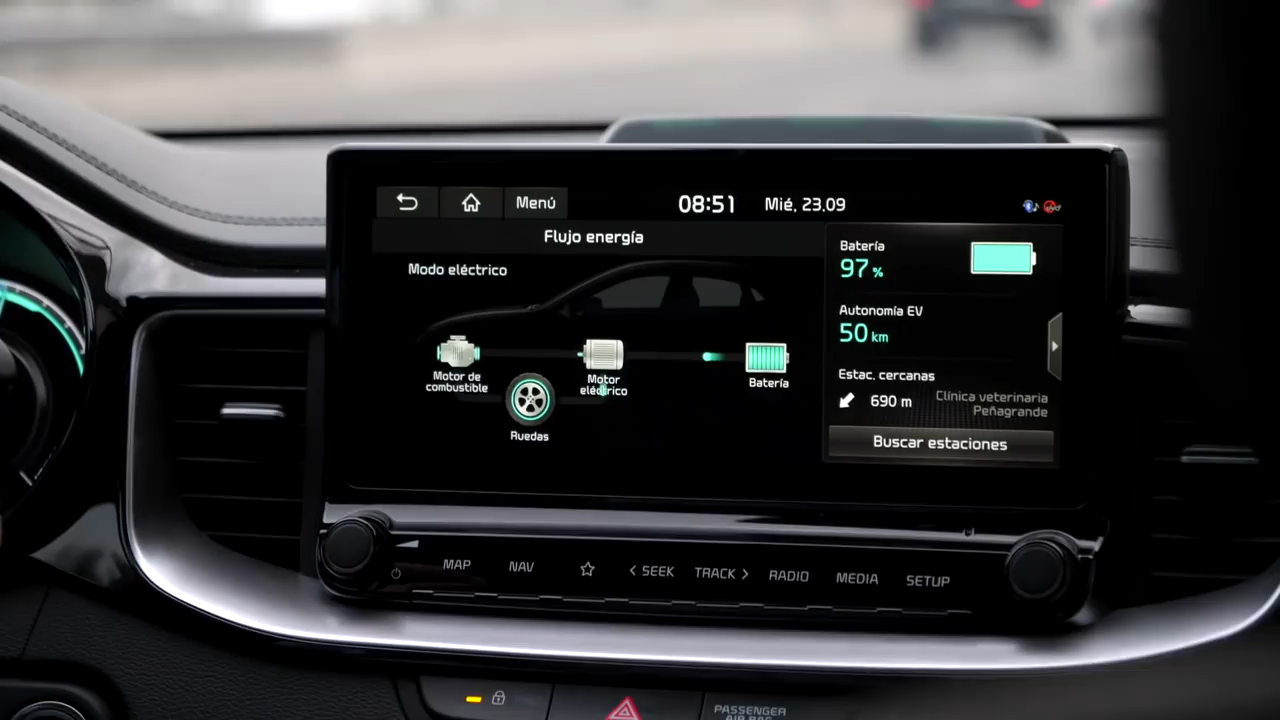 Menú
08:51 Mié, 23.09
Flujo energía
Modo eléctrico
Motor de
combustible
Motor
eléctrico
Ruedas
Batería
Batería
97 %
Autonomía EV
50 km
Estac. cercanas
690 m
Clínica veterinaria
Peñagrande
Buscar estaciones
MAP NAV < SEEK TRACK > RADIO MEDIA SETUP
PASSENGER
AIR BAG